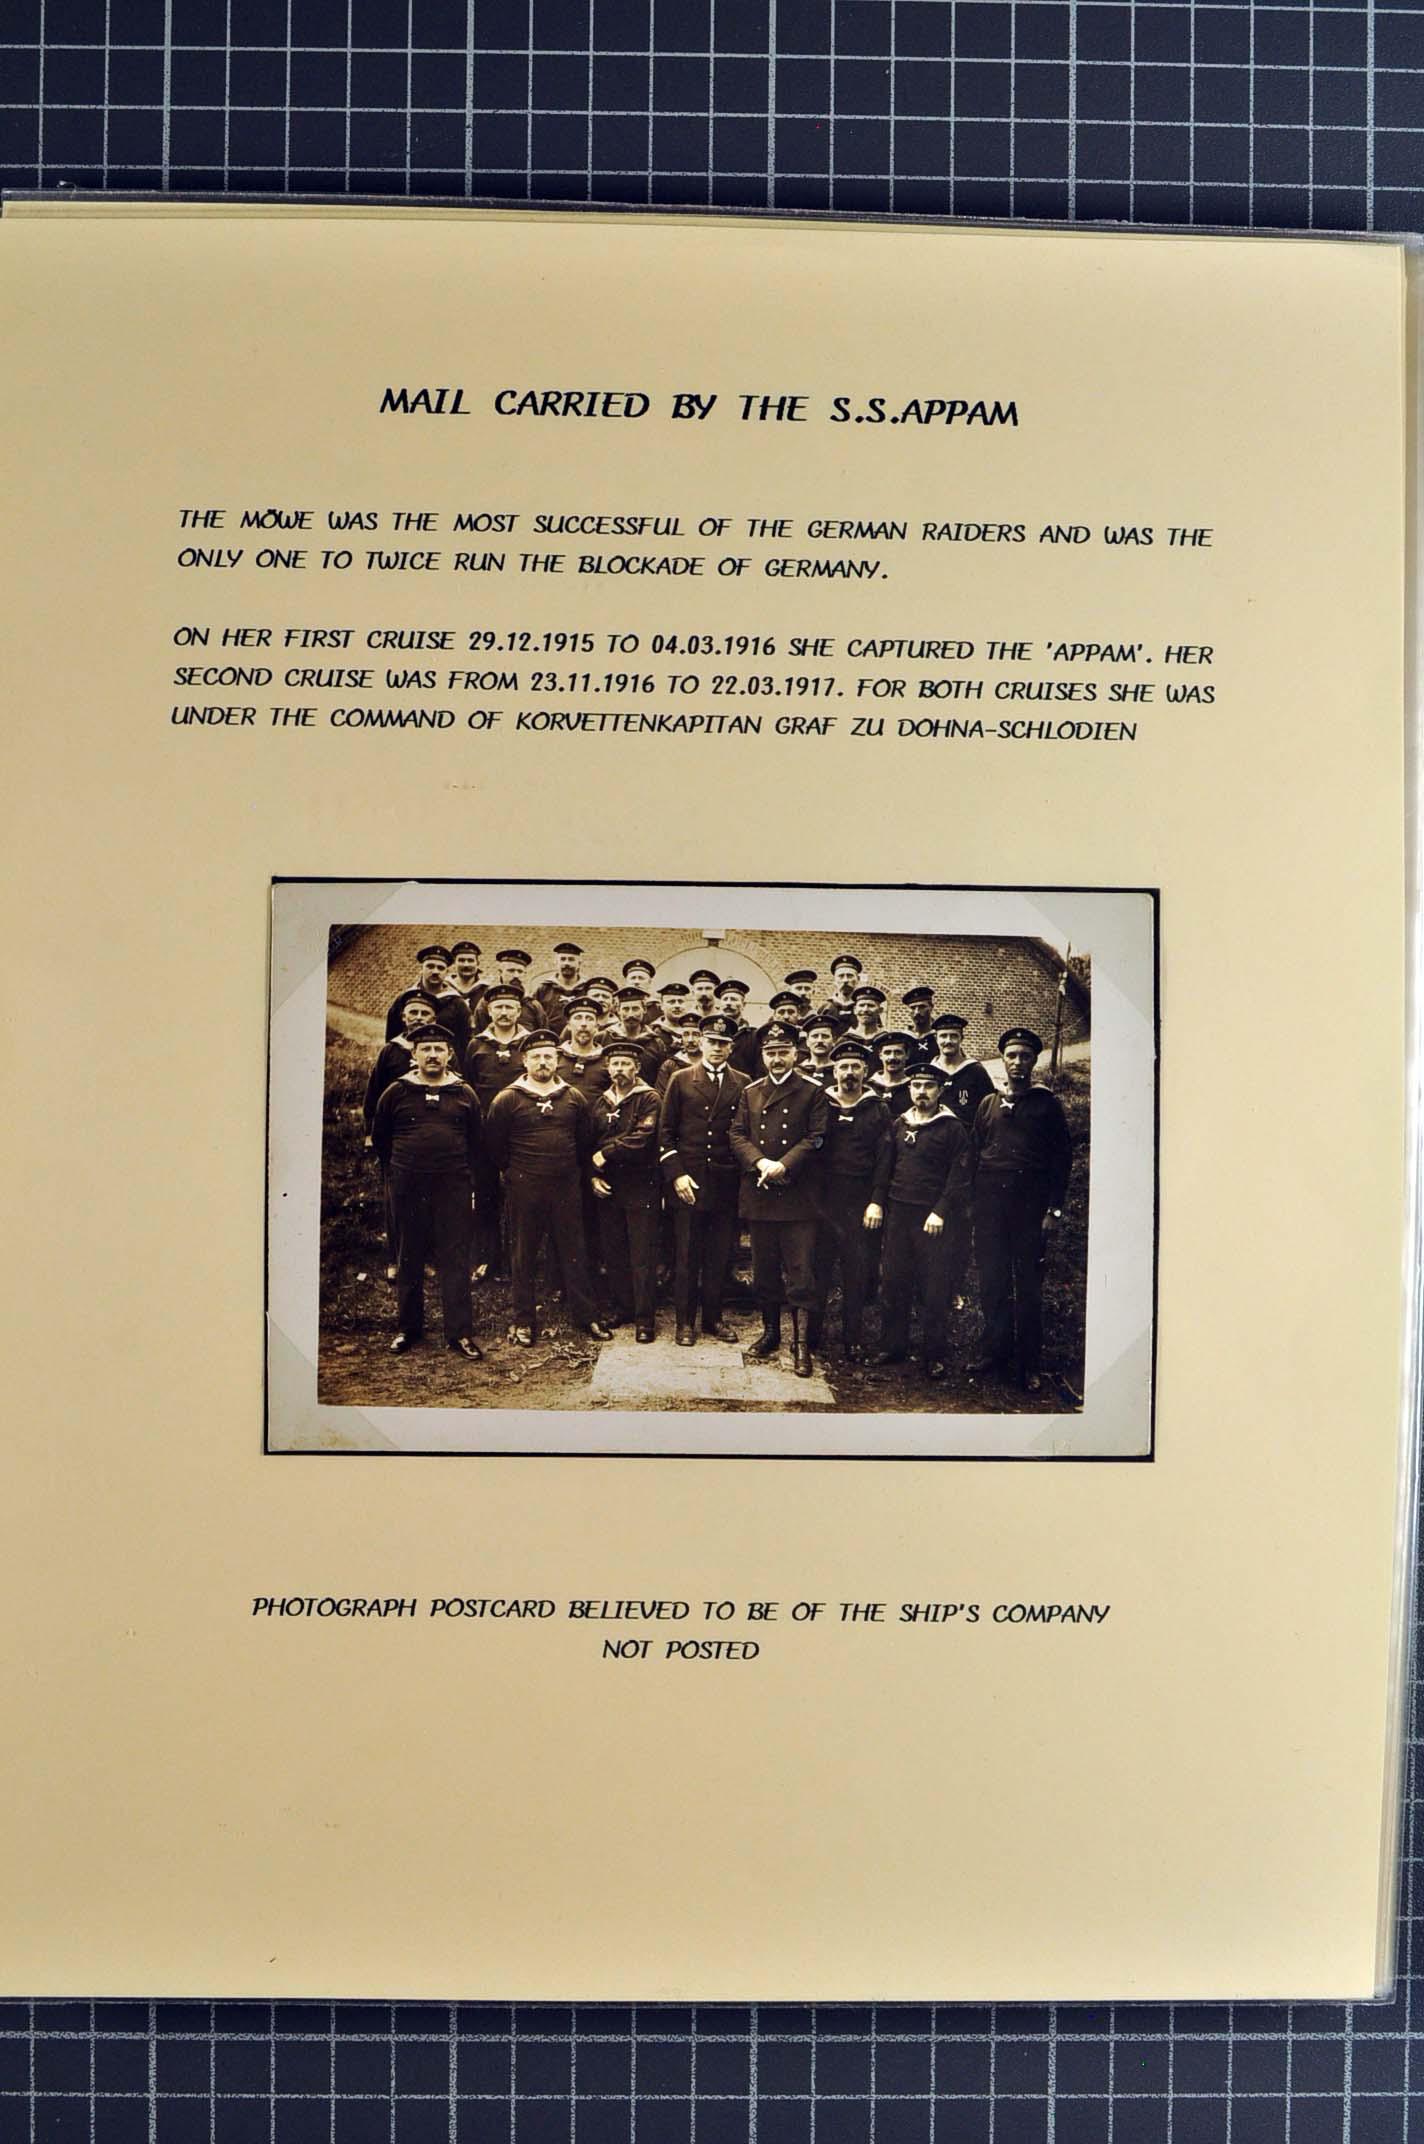 MAIL CARRIED BY THE S.S.APPAM
THE MÖWE WAS THE MOST SUCCESSFUL OF THE GERMAN RAIDERS AND WAS THE
ONLY ONE TO TWICE RUN THE BLOCKADE OF GERMANY.
ON HER FIRST CRUISE 29.12.1915 TO 04.03.1916 SHE CAPTURED THE 'APPAM'. HER
SECOND CRUISE WAS FROM 23.11.1916 TO 22.03.1917. FOR BOTH CRUISES SHE WAS
UNDER THE COMMAND OF KORVETTENKAPITAN GRAF ZU DOHNA-SCHLODIEN
PHOTOGRAPH POSTCARD BELIEVED TO BE OF THE SHIP'S COMPANY
NOT POSTED